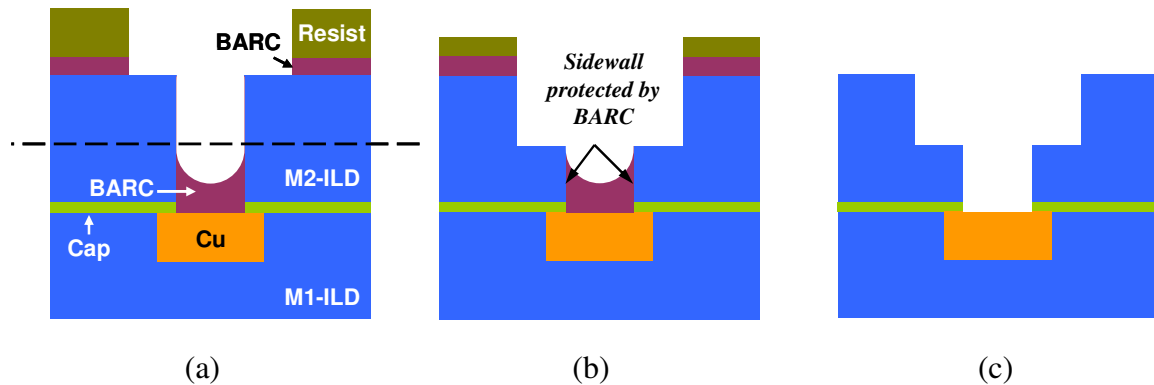 Resist
BARC
BARC
M2-ILD
Cap
Cu
M1-ILD
(a)
Sidewall
protected by
BARC
(b)
(c)